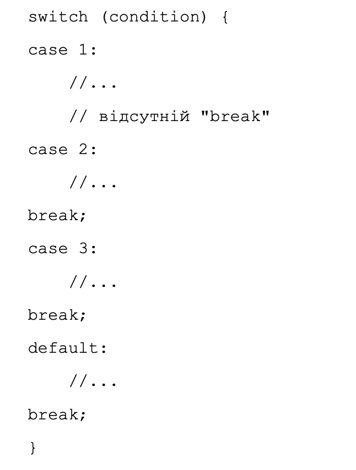 switch (condition) {
case 1:
//...
// відсутній "break"
case 2:
//...
break;
case 3:
//...
break;
default:
//...
break;
}